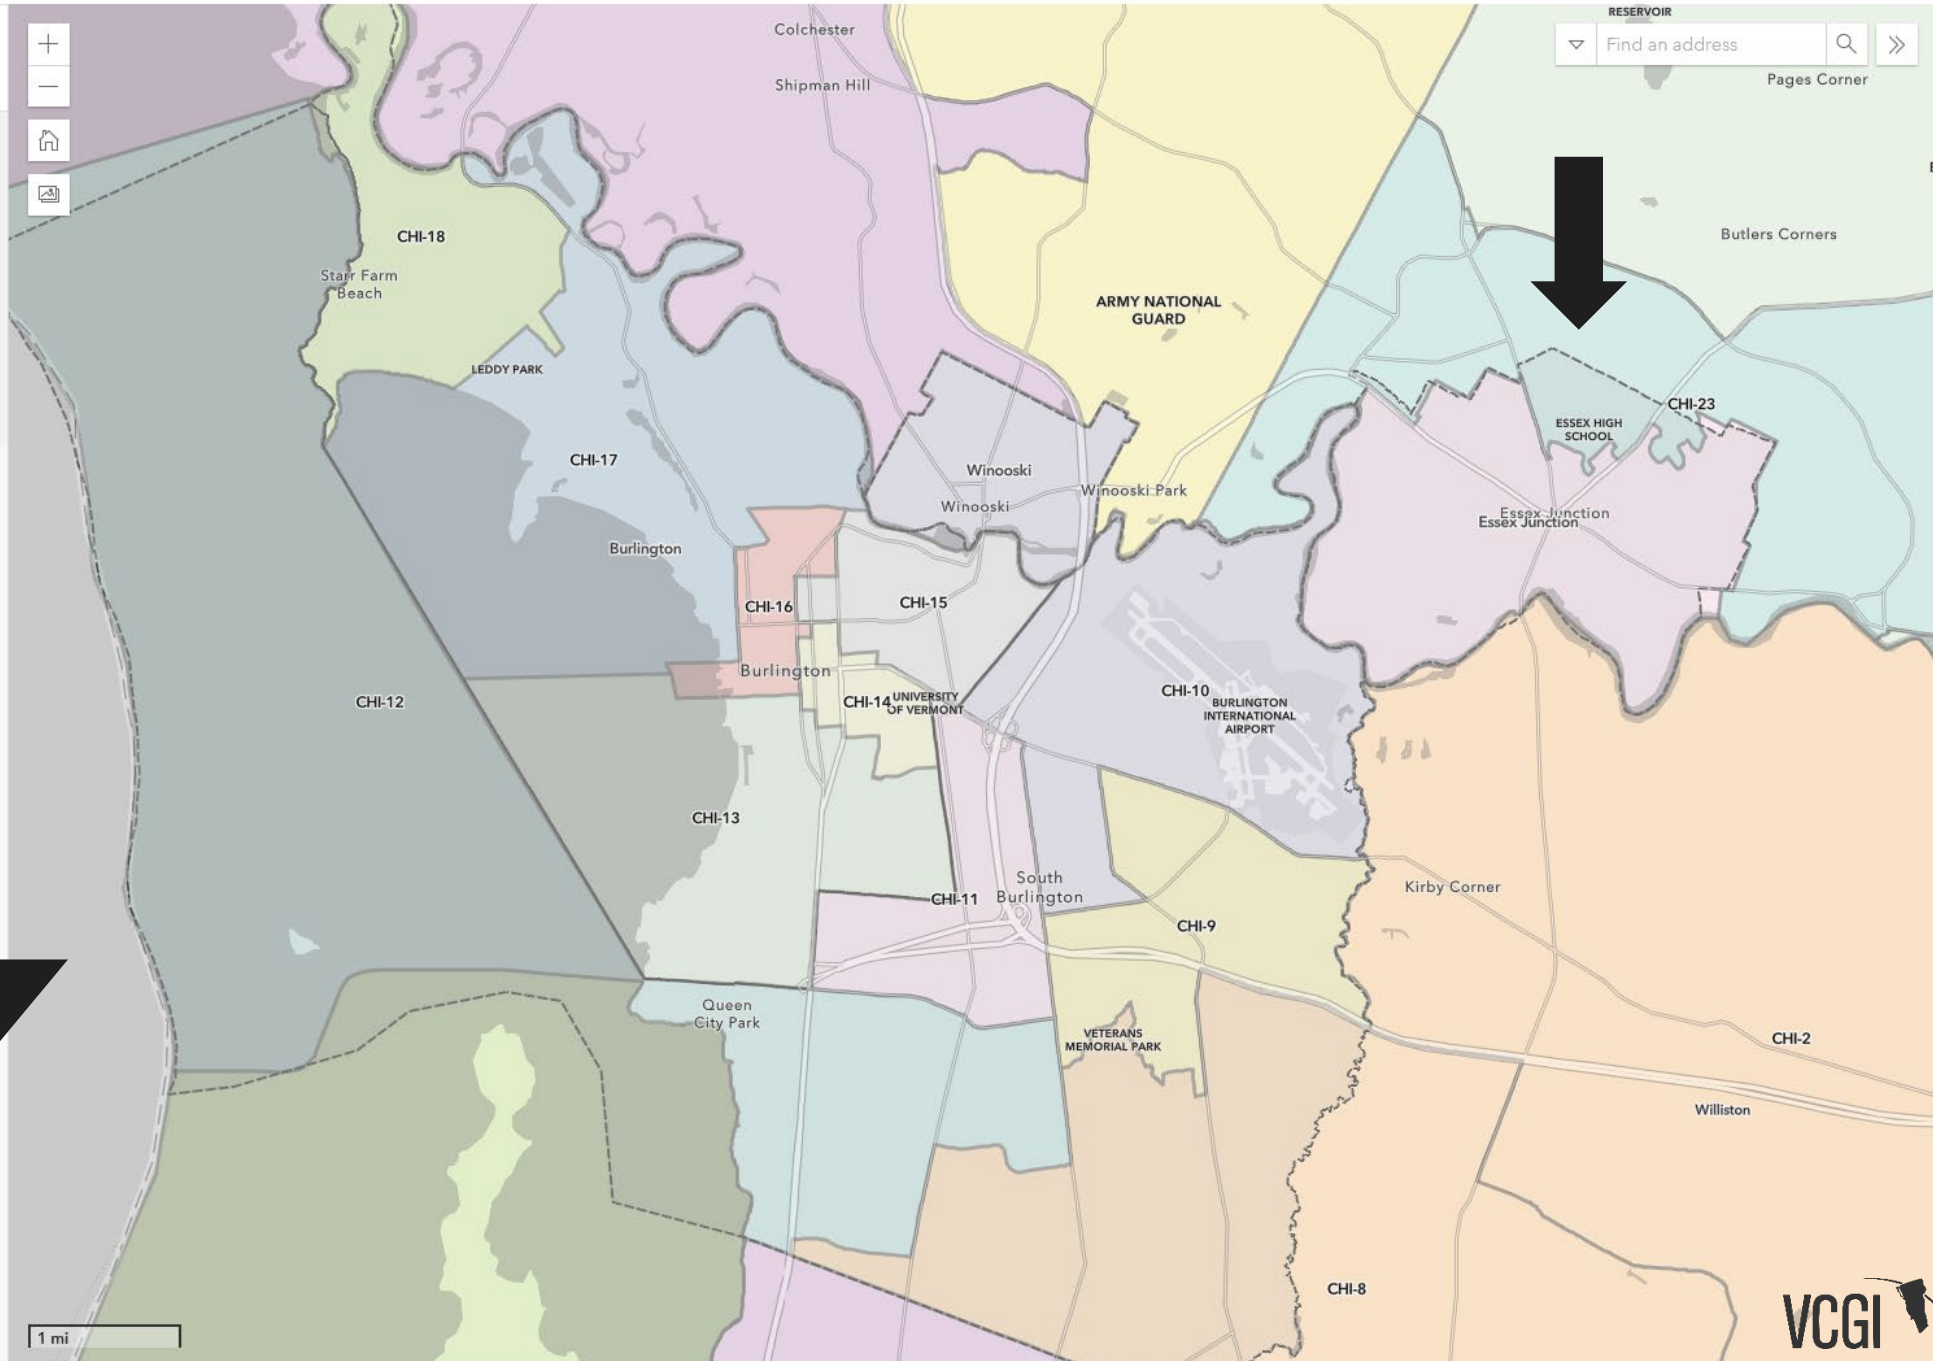 RESERVOIR
Find an address
Colchester
Shipman Hill
Pages Corner
CHI-18
Butlers Corners
Starr Farm
Beach
ARMY NATIONAL
GUARD
LEDDY PARK
CHI-23
ESSEX HIGH
SCHOOL
CHI-17
Winooski
Winooski Park
Winooski
Essex Junction
Essex Junction
Burlington
CHI-16
CHI-15
Burlington
CHI-12
CHI-14
UNIVERSITY
OF VERMONT
CHI-10
BURLINGTON
INTERNATIONAL
AIRPORT
CHI-13
South
Burlington
CHI-11
Kirby Corner
CHI-9
Queen
City Park
VETERANS
MEMORIAL PARK
CHI-2
Williston
CHI-8
1 mi
VCGI